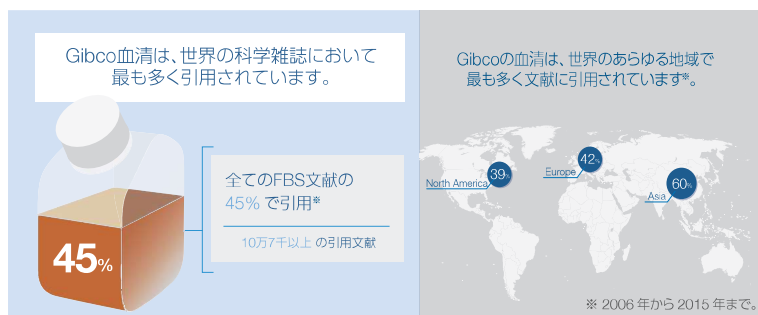 Gibco血清は、世界の科学雑誌において
最も多く引用されています。
全てのFBS文献の
45% で引用※
10万7千以上 の引用文献
45%
Gibcoの血清は、世界のあらゆる地域で
最も多く文献に引用されています※。
North America
39%
Europe
42%
Asia
60%
※ 2006 年から 2015 年まで。